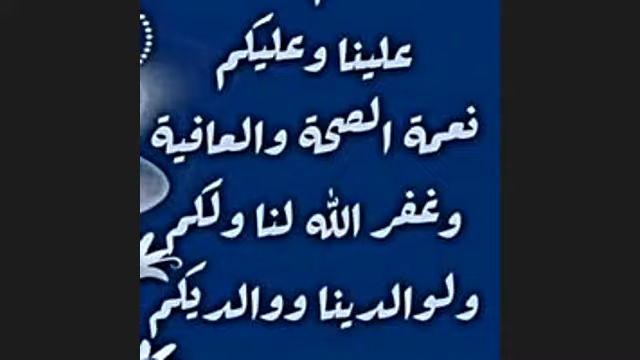 علينا وعليكم
نعمة الصحة والعافية
وغفر الله لنا ولكم
ولوالدينا ووالديكم